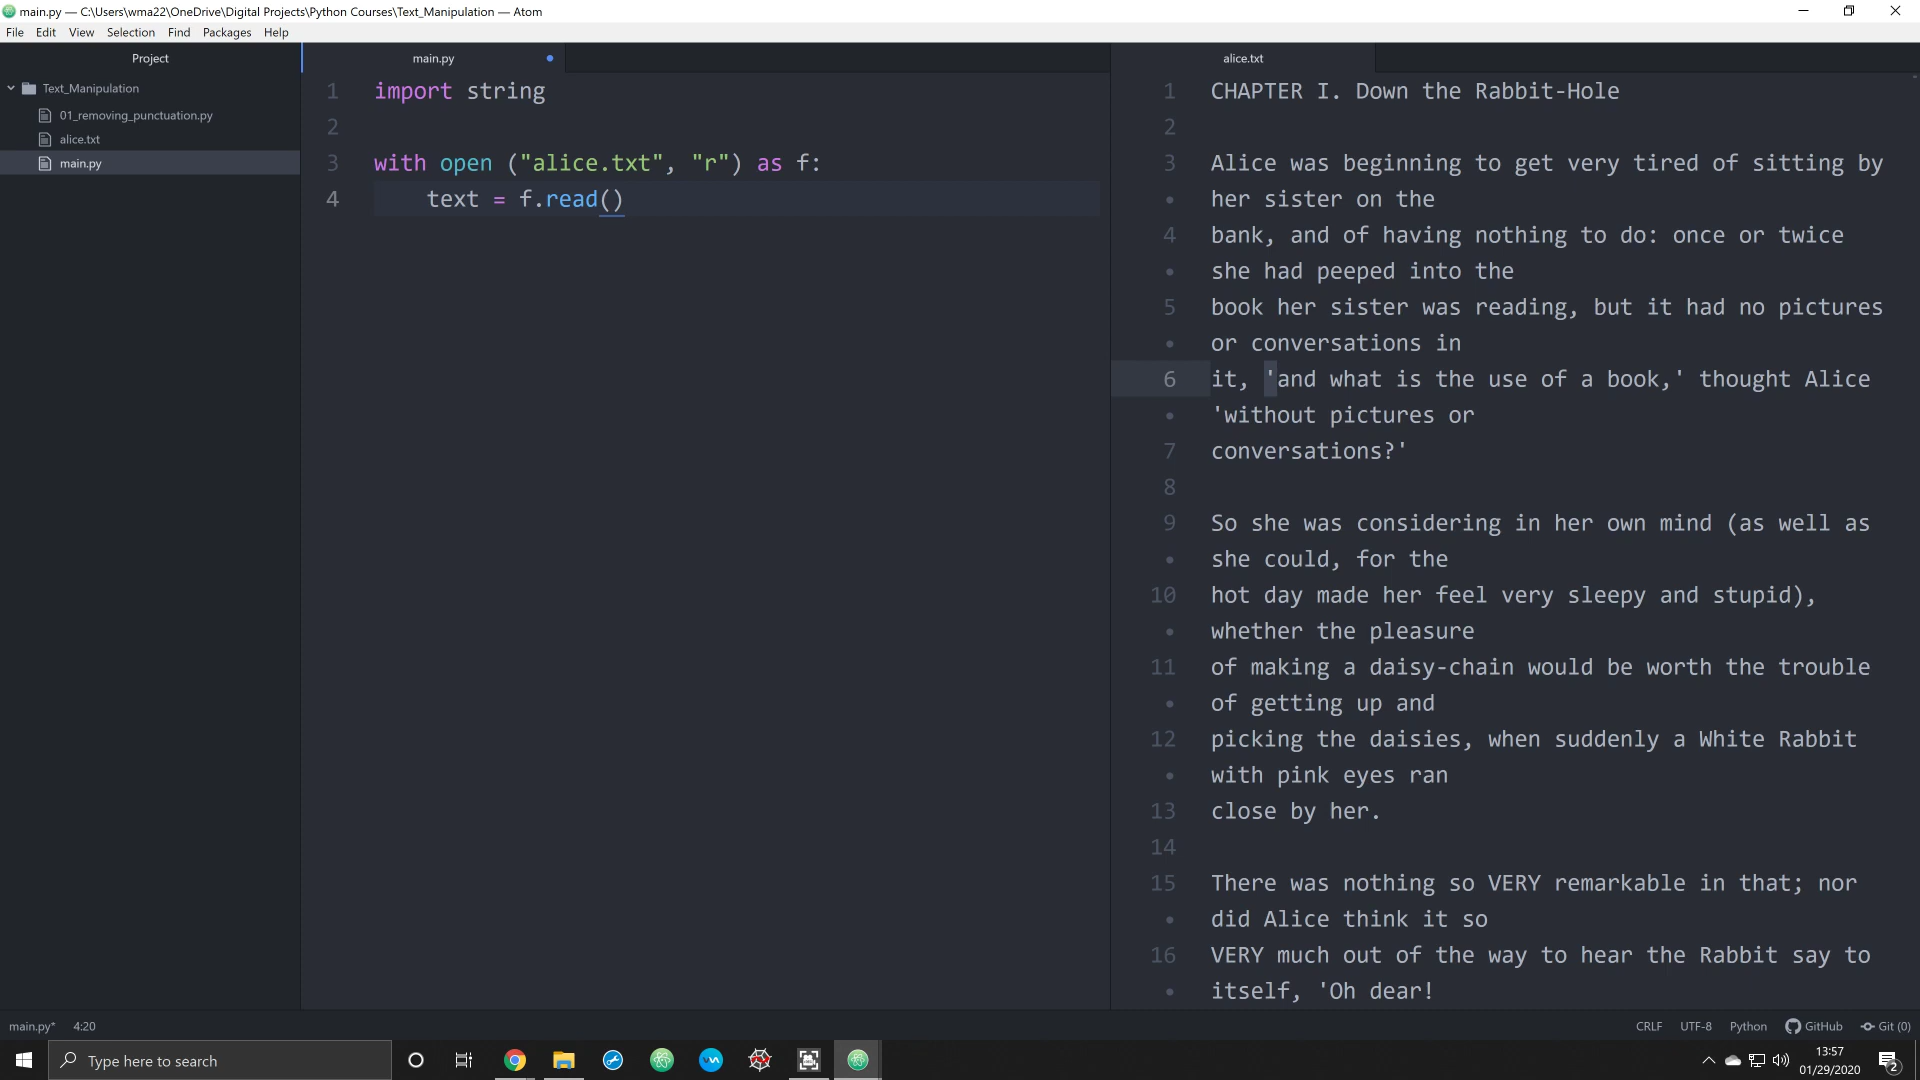 main.py — C:\Users\wma22\OneDrive\Digital Projects\Python Courses\Text_Manipulation — Atom
File Edit View Selection Find Packages Help
Project
Text_Manipulation
01_removing_punctuation.py
alice.txt
main.py
main.py
1 import string
2
3 with open ("alice.txt", "r") as f:
4 text = f.read()
alice.txt
1 CHAPTER I. Down the Rabbit-Hole
2
3 Alice was beginning to get very tired of sitting by
• her sister on the
4 bank, and of having nothing to do: once or twice
• she had peeped into the
5 book her sister was reading, but it had no pictures
• or conversations in
6 it, 'and what is the use of a book,' thought Alice
• 'without pictures or
7 conversations?'
8
9 So she was considering in her own mind (as well as
• she could, for the
10 hot day made her feel very sleepy and stupid),
• whether the pleasure
11 of making a daisy-chain would be worth the trouble
• of getting up and
12 picking the daisies, when suddenly a White Rabbit
• with pink eyes ran
13 close by her.
14
15 There was nothing so VERY remarkable in that; nor
• did Alice think it so
16 VERY much out of the way to hear the Rabbit say to
• itself, 'Oh dear!
main.py* 4:20
CRLF UTF-8 Python GitHub Git (0)
Type here to search
13:57
01/29/2020
2